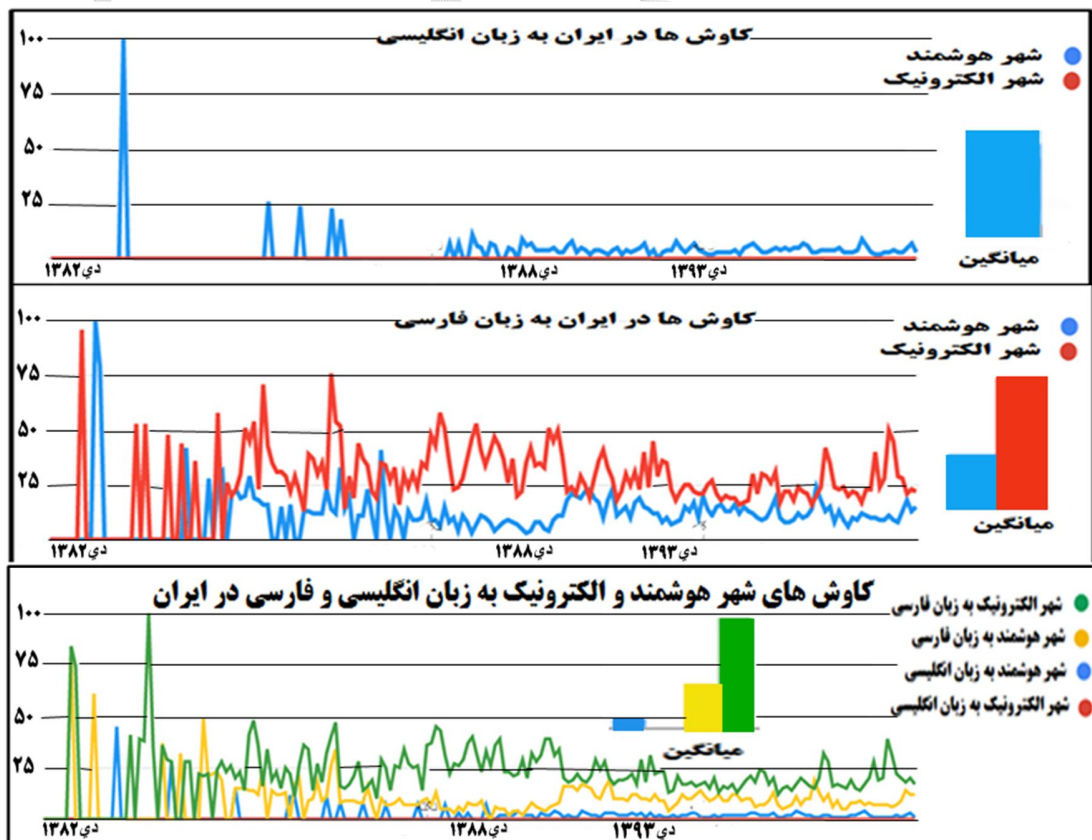 کاوش ها در ایران به زبان انگلیسی
شهر هوشمند
شهر الکترونیک
۱۰۰
۷۵
۵۰
۲۵
میانگین
دي۱۳۸۲
دي۱۳۸۸
دي۱۳۹۳
کاوش ها در ایران به زبان فارسی
شهر هوشمند
شهر الکترونیک
۱۰۰
۷۵
۵۰
۲۵
میانگین
دي۱۳۸۲
دي۱۳۸۸
دي۱۳۹۳
کاوش های شهر هوشمند و الکترونیک به زبان انگلیسی و فارسی در ایران
شهر الکترونیک به زبان فارسی
شهر هوشمند به زبان فارسی
شهر هوشمند به زبان انگلیسی
شهر الکترونیک به زبان انگلیسی
۱۰۰
۷۵
۵۰
۲۵
میانگین
دي۱۳۸۲
دي۱۳۸۸
دي۱۳۹۳